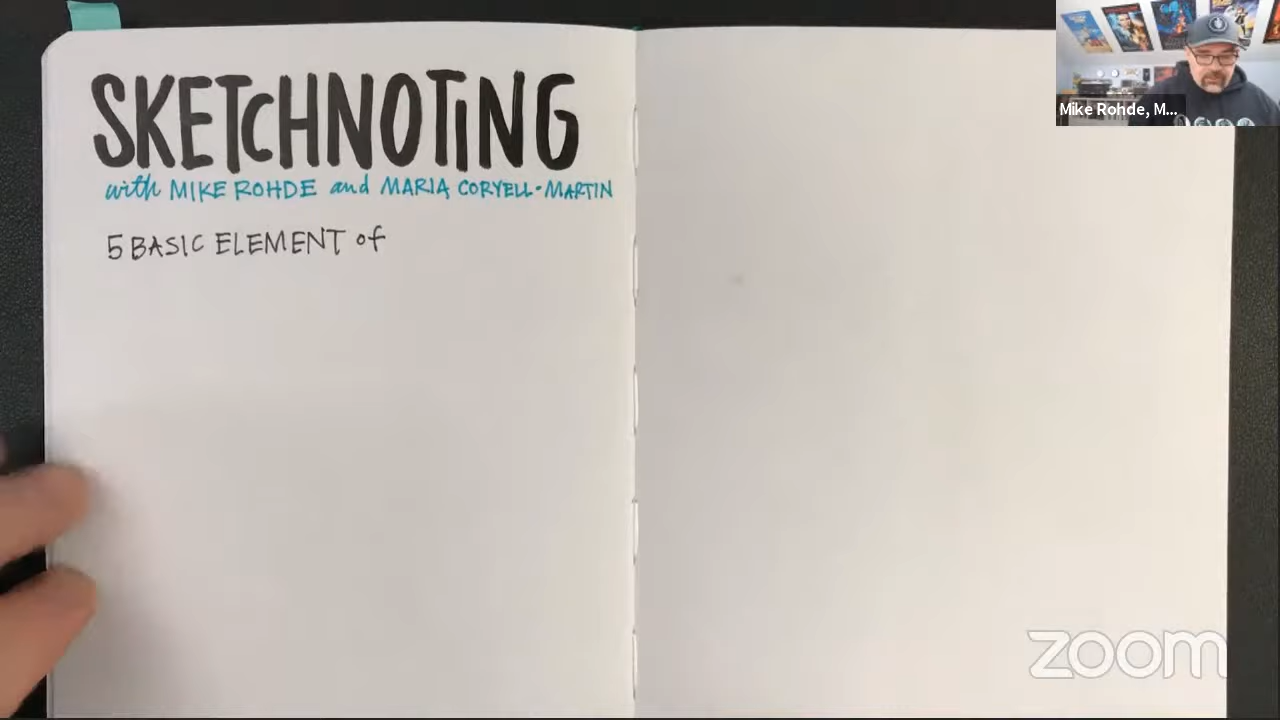 SKETCHNOTING
with MIKE ROHDE and MARIA CORYELL-MARTIN
5 BASIC ELEMENT of
Mike Rohde, M...
zoom